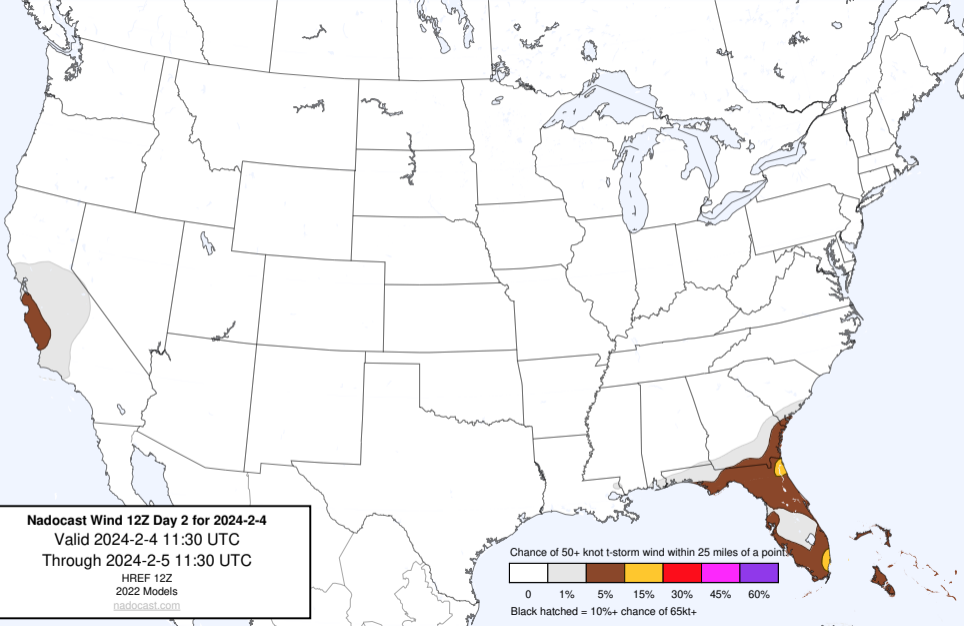 Nadocast Wind 12Z Day 2 for 2024-2-4
Valid 2024-2-4 11:30 UTC
Through 2024-2-5 11:30 UTC
HREF 12Z
2022 Models
nadocast.com
Chance of 50+ knot t-storm wind within 25 miles of a point.
0 1% 5% 15% 30% 45% 60%
Black hatched = 10%+ chance of 65kt+